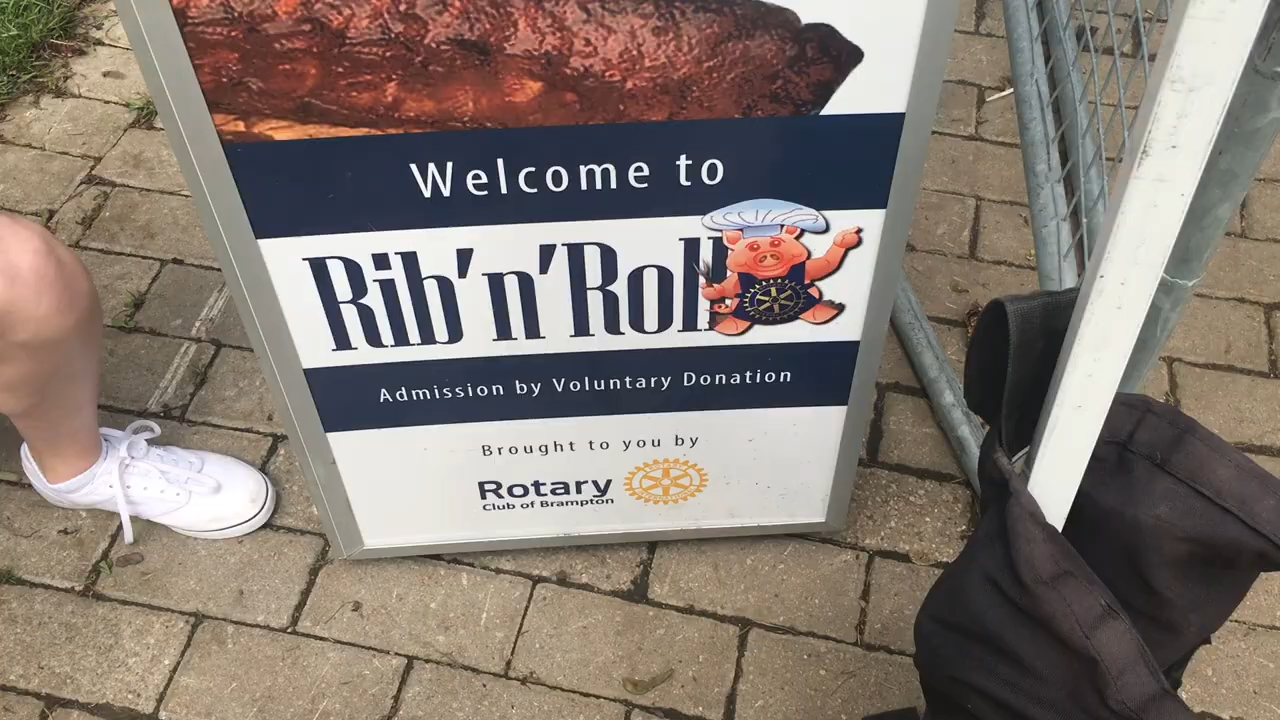 Welcome to
Rib'n'Roll
Admission by Voluntary Donation
Brought to you by
Rotary
Club of Brampton